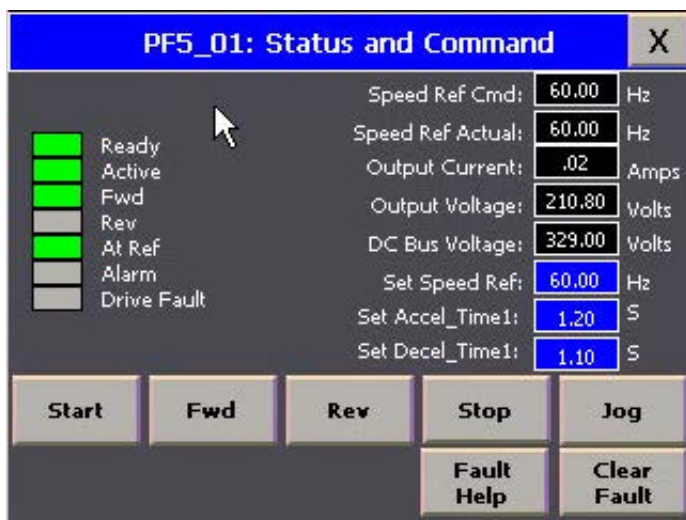 PF5_01: Status and Command X
Speed Ref Cmd: 60.00 Hz
Speed Ref Actual: 60.00 Hz
Output Current: .02 Amps
Output Voltage: 210.80 Volts
DC Bus Voltage: 329.00 Volts
Set Speed Ref: 60.00 Hz
Set Accel_Time1: 1.20 S
Set Decel_Time1: 1.10 S
Ready
Active
Fwd
Rev
At Ref
Alarm
Drive Fault
Start Fwd Rev Stop Jog
Fault Help
Clear Fault